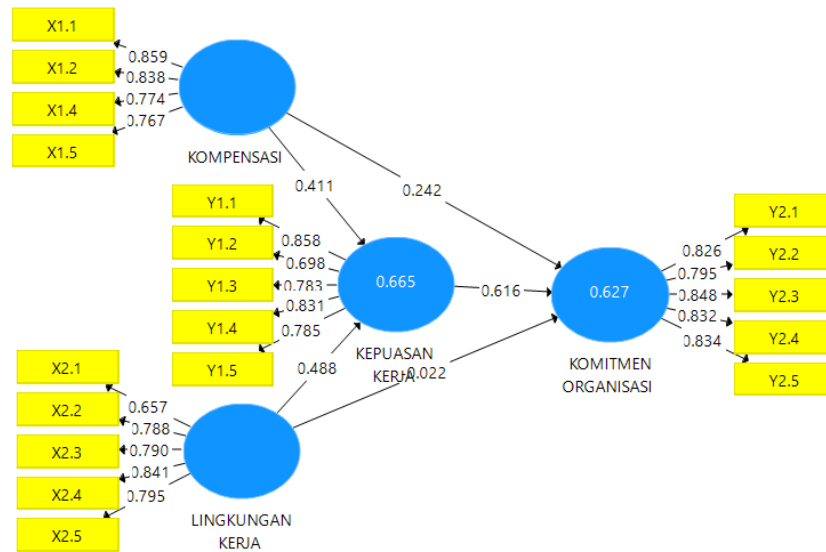 X1.1
0.859
X1.2
0.838
X1.4
0.774
X1.5
0.767
KOMPENSASI
0.411
0.242
Y1.1
0.858
Y1.2
0.698
Y1.3
0.783
Y1.4
0.831
Y1.5
0.785
0.665
KEPUASAN
KERJA
0.616
0.627
KOMITMEN
ORGANISASI
Y2.1
0.826
Y2.2
0.795
Y2.3
0.848
Y2.4
0.832
Y2.5
0.834
0.488
0.022
X2.1
0.657
X2.2
0.788
X2.3
0.790
X2.4
0.841
X2.5
0.795
LINGKUNGAN
KERJA